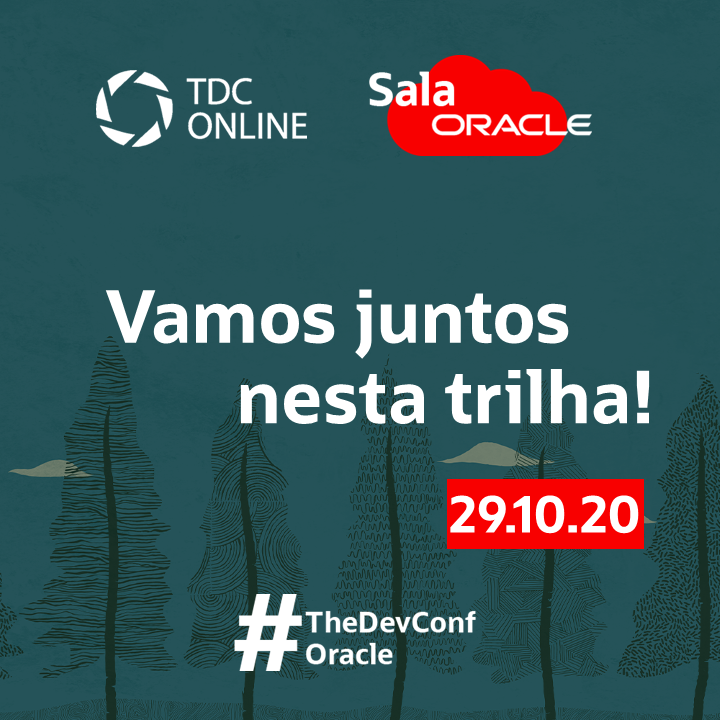 TDC
ONLINE
Sala
ORACLE
Vamos juntos
nesta trilha!
29.10.20
#TheDevConf
Oracle